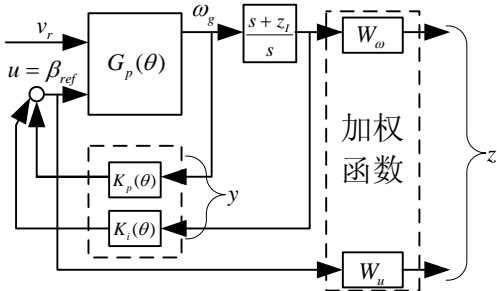 v_r
u = β_ref
G_p(θ)
ω_g
s + z_I
s
W_ω
加权
函数
K_p(θ)
K_i(θ)
y
z
W_u